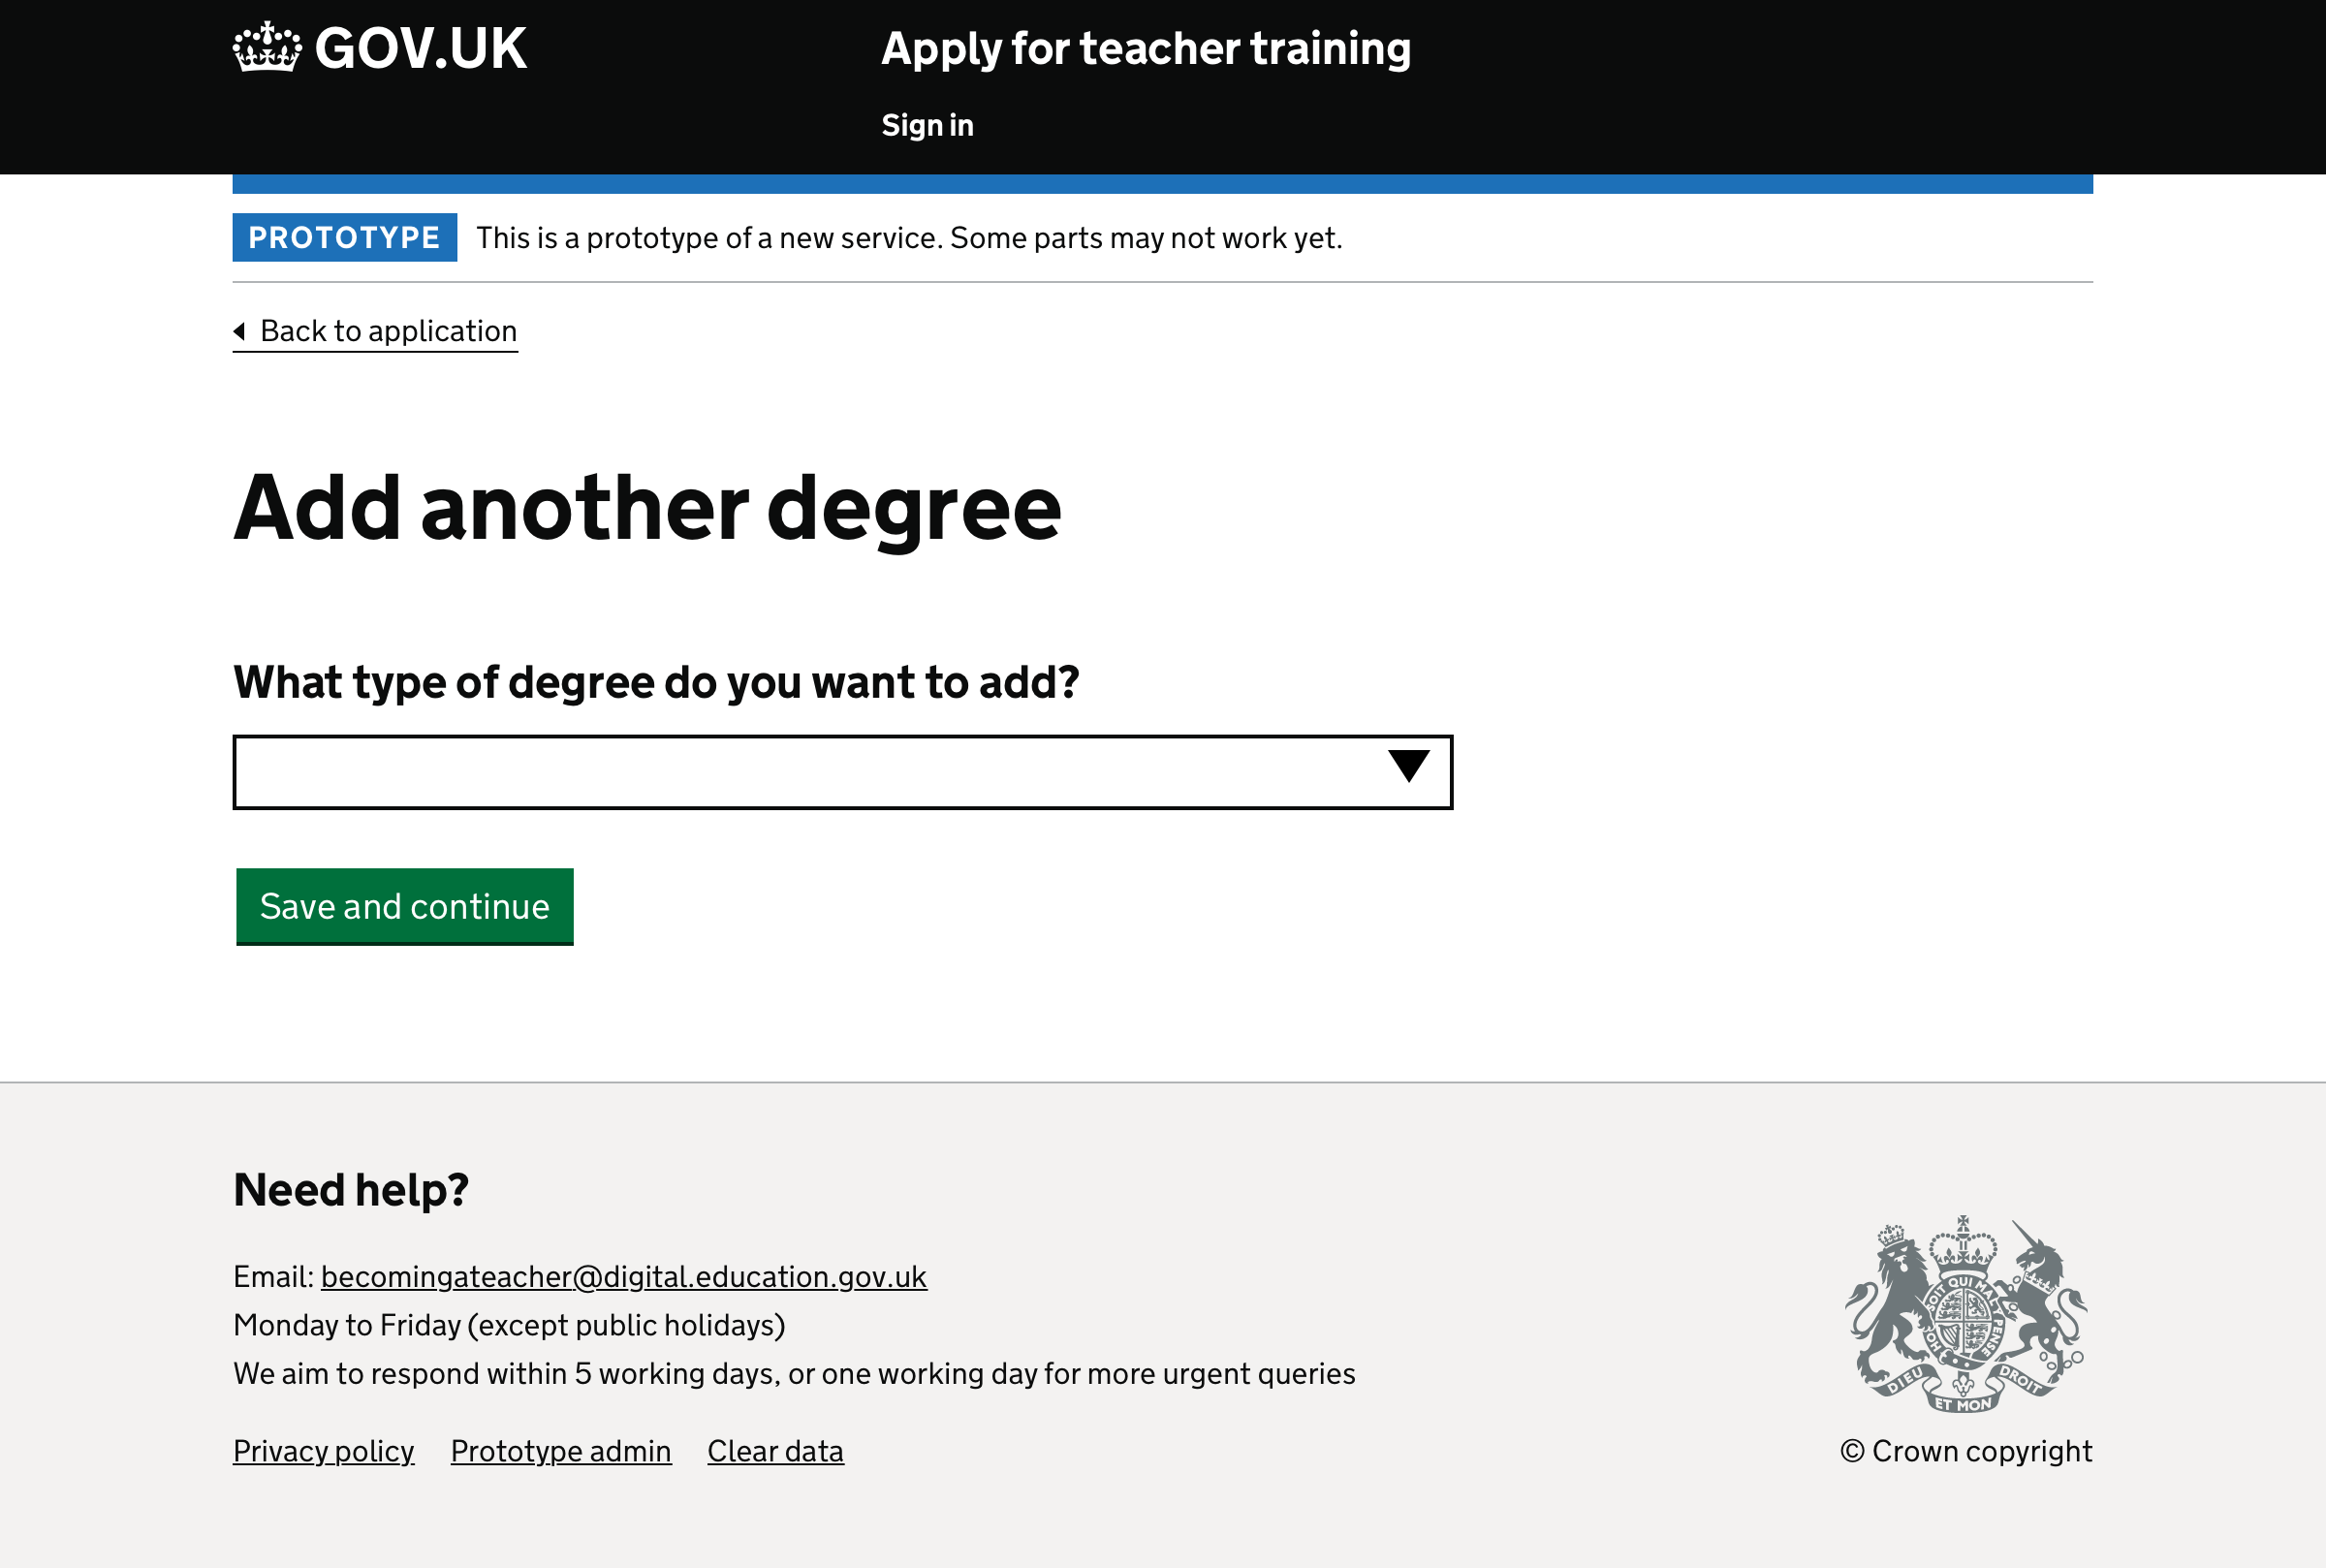 GOV.UK
Apply for teacher training
Sign in
PROTOTYPE This is a prototype of a new service. Some parts may not work yet.
Back to application
Add another degree
What type of degree do you want to add?
Save and continue
Need help?
Email: becomingateacher@digital.education.gov.uk
Monday to Friday (except public holidays)
We aim to respond within 5 working days, or one working day for more urgent queries
Privacy policy Prototype admin Clear data
SOIT QUI MAL Y PENSE
DIEU ET MON DROIT
© Crown copyright